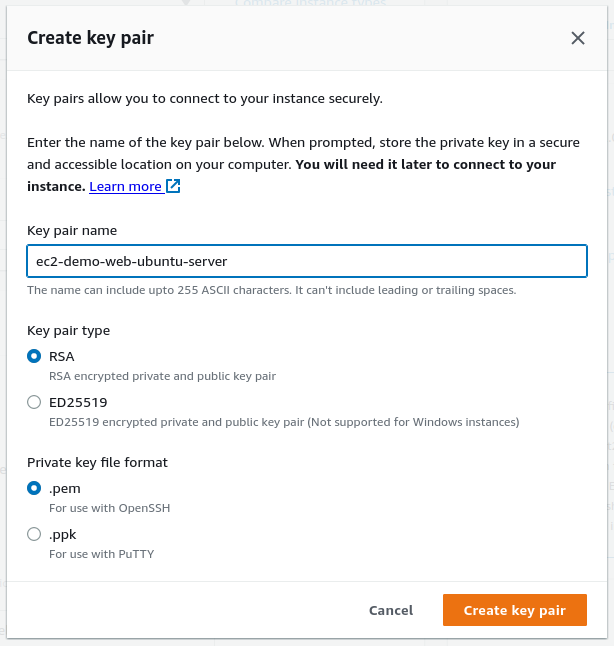 Compare instance types
Create key pair
Key pairs allow you to connect to your instance securely.
Enter the name of the key pair below. When prompted, store the private key in a secure
and accessible location on your computer. You will need it later to connect to your
instance. Learn more
Key pair name
ec2-demo-web-ubuntu-server
The name can include upto 255 ASCII characters. It can't include leading or trailing spaces.
Key pair type
RSA
RSA encrypted private and public key pair
ED25519
ED25519 encrypted private and public key pair (Not supported for Windows instances)
Private key file format
.pem
For use with OpenSSH
.ppk
For use with PuTTY
Cancel
Create key pair